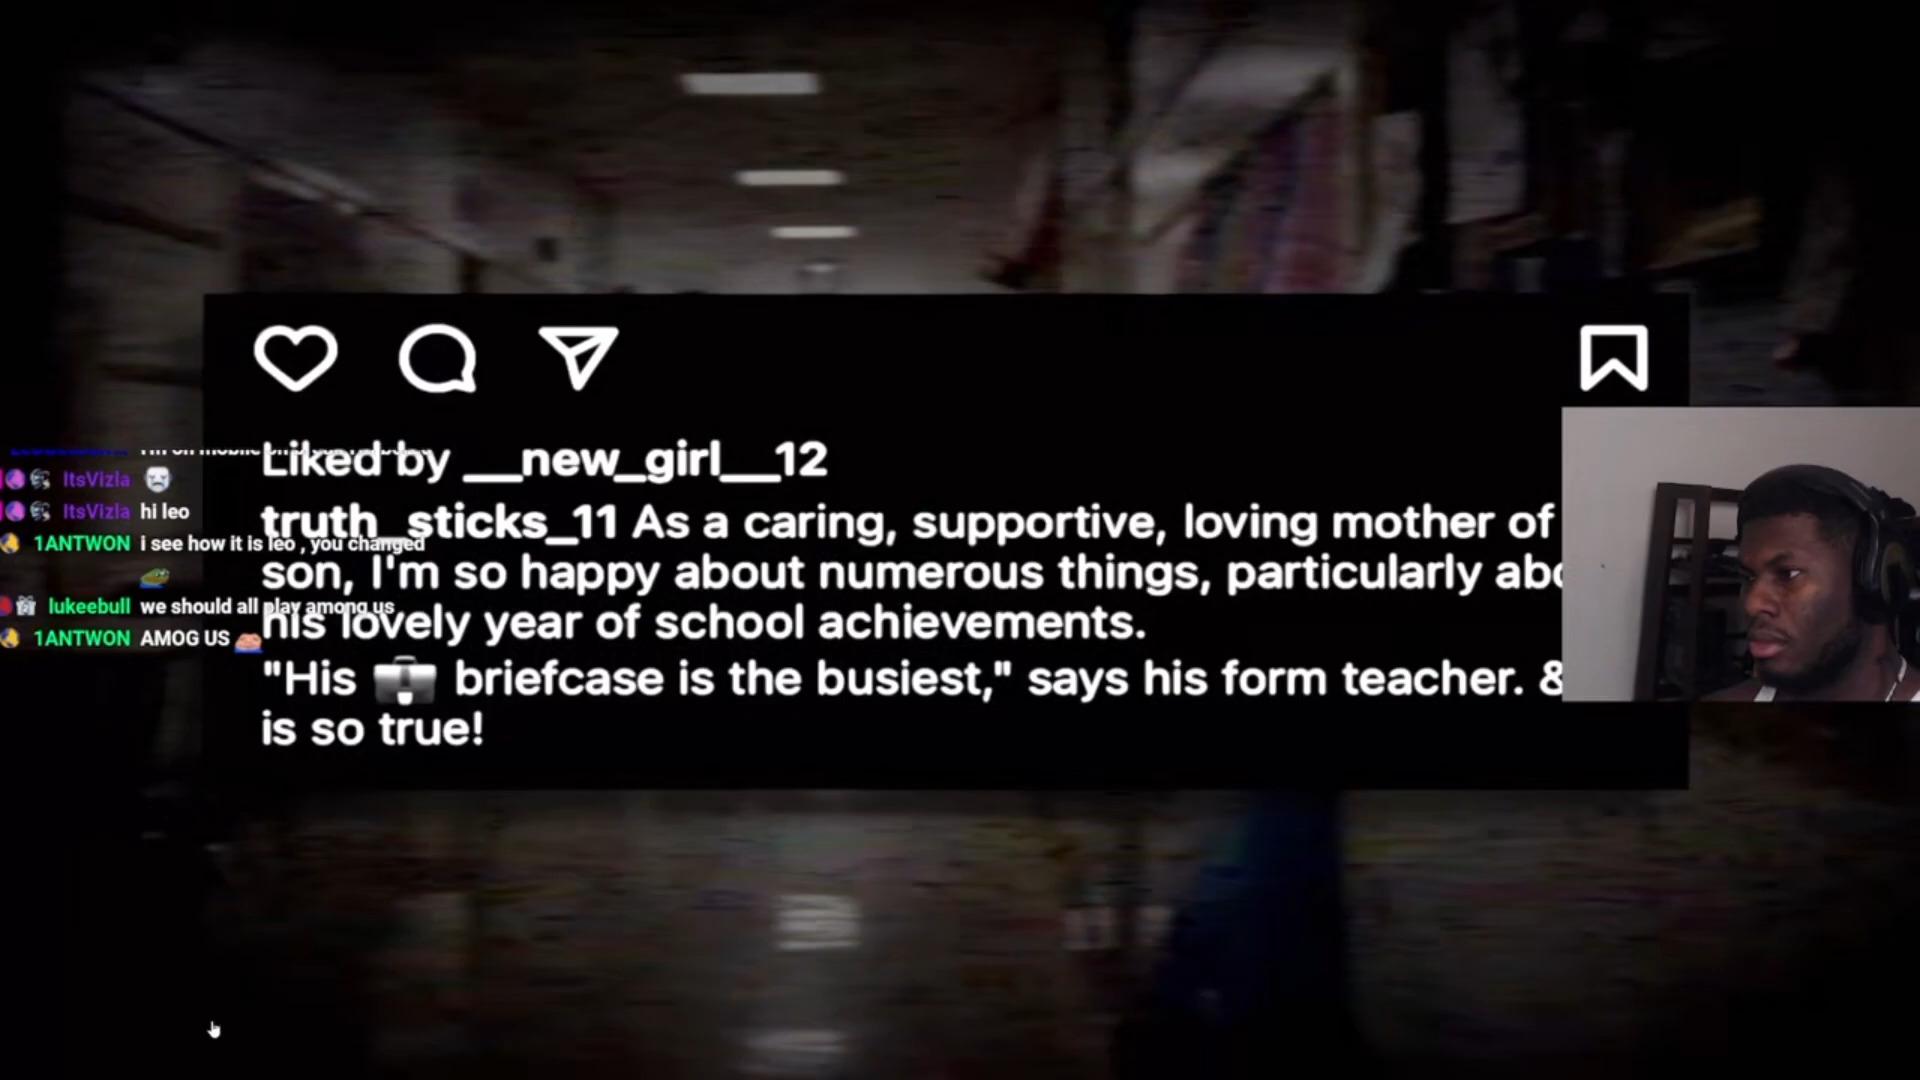 Liked by __new_girl__12
truth_sticks_11 As a caring, supportive, loving mother of
son, I'm so happy about numerous things, particularly
his lovely year of school achievements.
"His 💼 briefcase is the busiest," says his form teacher. &
is so true!
ItsVizla
ItsVizla hi leo
1ANTWON i see how it is leo , you changed
lukeebull we should all play among us
1ANTWON AMOG US